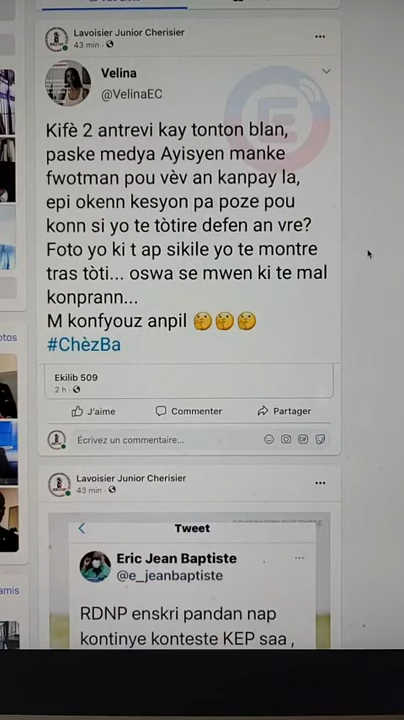 Lavoisier Junior Cherisier
43 min ·
Velina
@VelinaEC
Kifè 2 antrevi kay tonton blan,
paske medya Ayisyen manke
fwotman pou vèv an kanpay la,
epi okenn kesyon pa poze pou
konn si yo te tòtire defen an vre?
Foto yo ki t ap sikile yo te montre
tras tòti... oswa se mwen ki te mal
konprann...
M konfyouz anpil 🤔🤔🤔
#ChèzBa
Ekilib 509
2 h ·
J'aime Commenter Partager
Écrivez un commentaire...
Lavoisier Junior Cherisier
43 min ·
Tweet
Eric Jean Baptiste
@e_jeanbaptiste
RDNP enskri pandan nap
kontinye konteste KEP saa ,